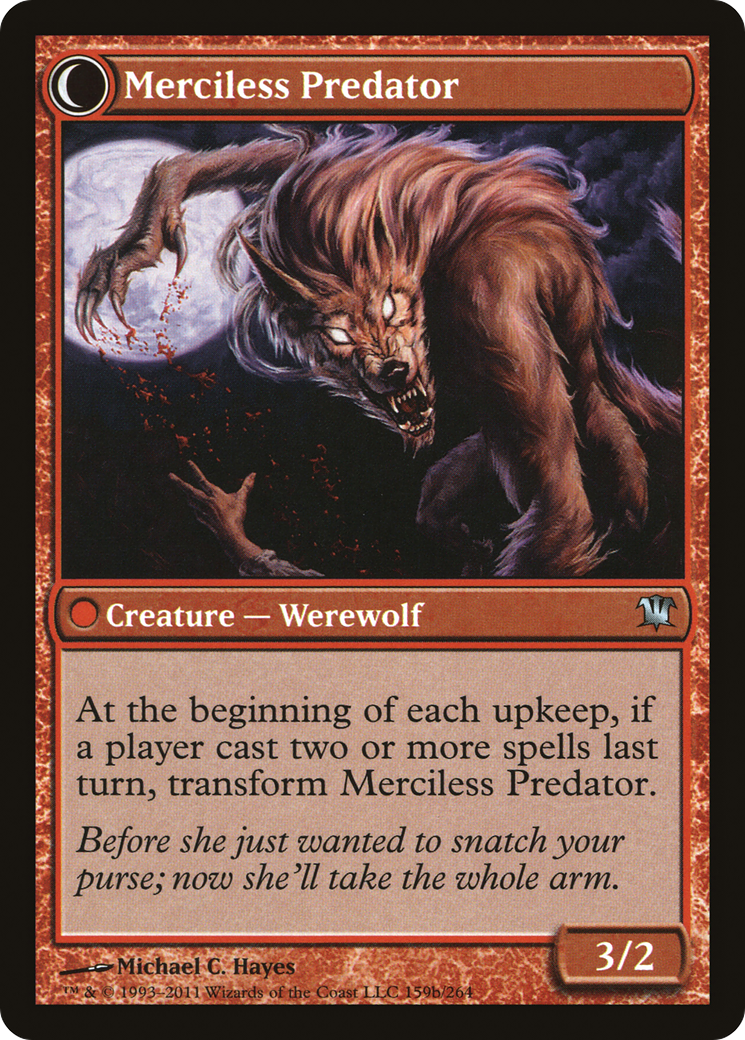 Merciless Predator
Creature — Werewolf
At the beginning of each upkeep, if
a player cast two or more spells last
turn, transform Merciless Predator.
Before she just wanted to snatch your
purse; now she'll take the whole arm.
3/2
Michael C. Hayes
™ & © 1993–2011 Wizards of the Coast LLC 159b/264